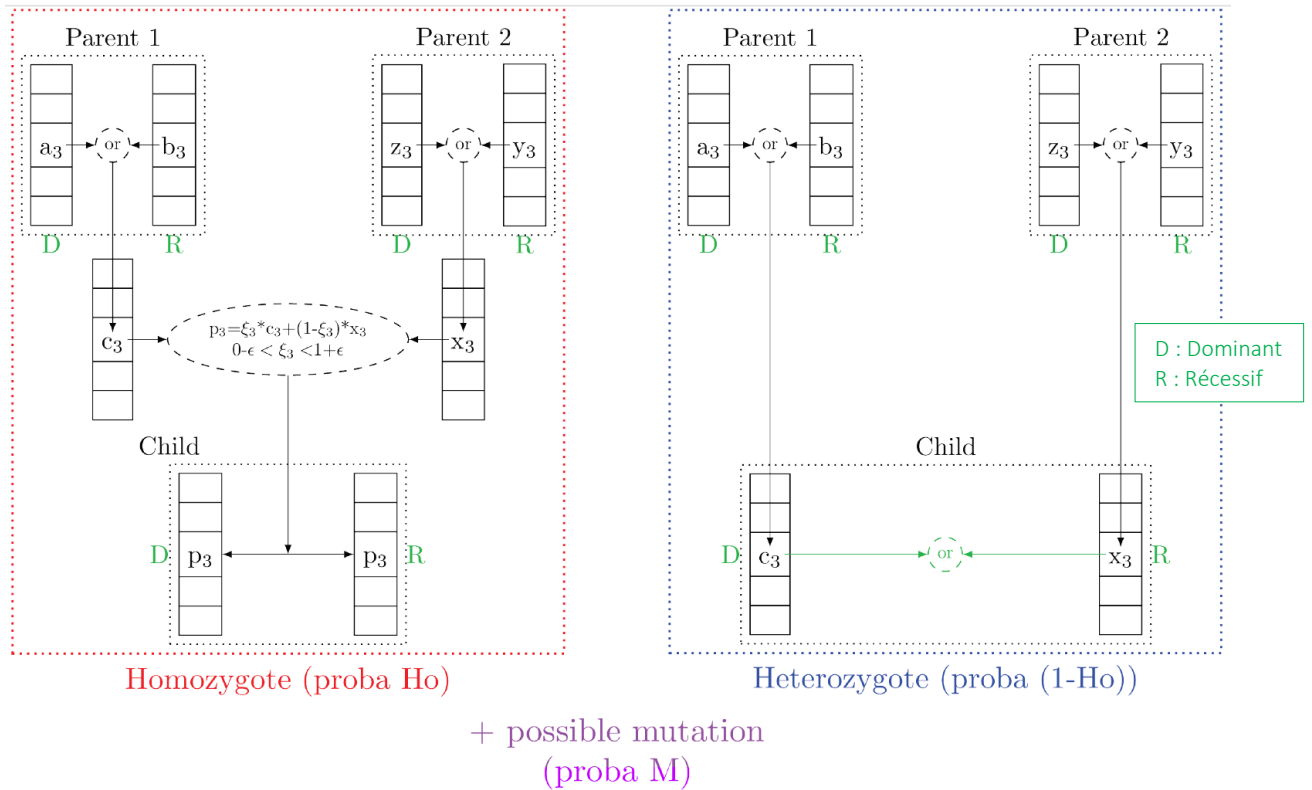 Parent 1
Parent 2
a₃ or b₃
z₃ or y₃
D
R
D
R
c₃
p₃=ξ₃*c₃+(1-ξ₃)*x₃
0-ϵ < ξ₃ <1+ϵ
x₃
Child
D p₃ p₃ R
Homozygote (proba Ho)
Parent 1
Parent 2
a₃ or b₃
z₃ or y₃
D
R
D
R
D : Dominant
R : Récessif
Child
D c₃ or x₃ R
Heterozygote (proba (1-Ho))
+ possible mutation
(proba M)